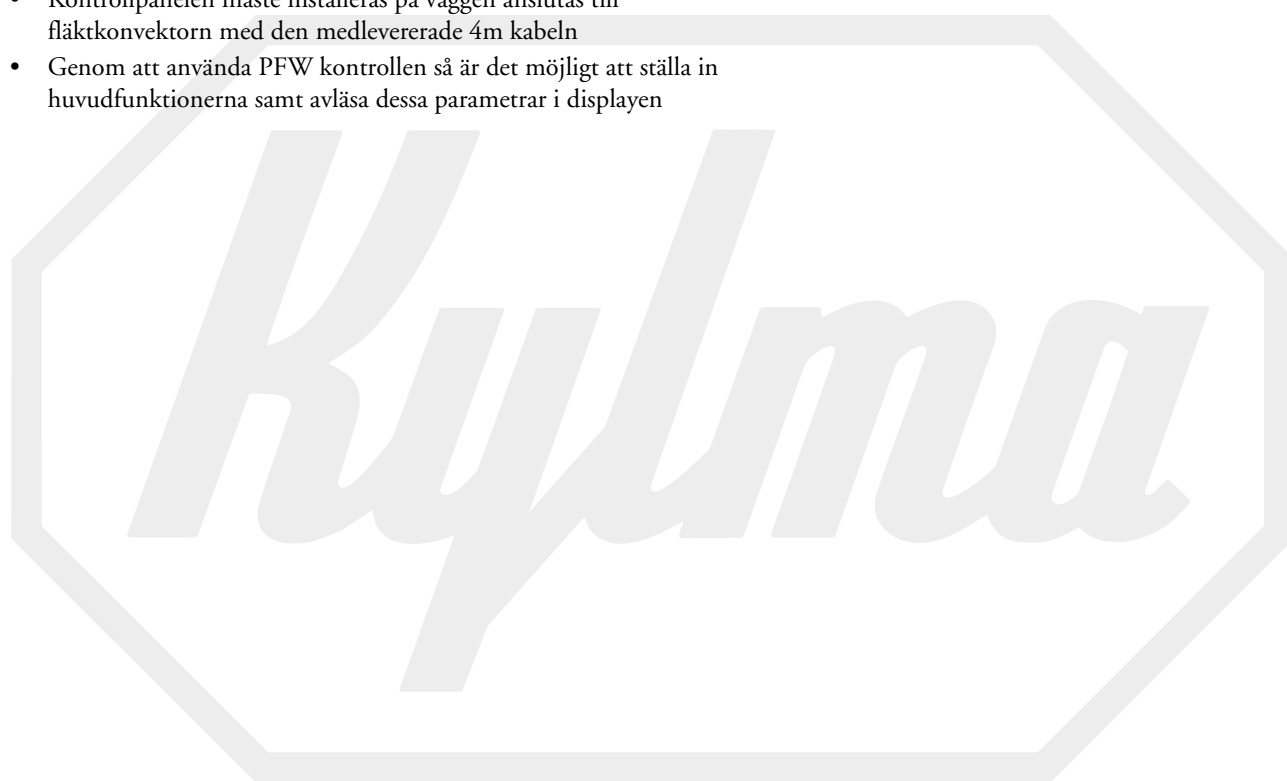 • Kontrollpanelen måste installeras på väggen anslutas till
fläktkonvektorn med den medlevererade 4m kabeln
• Genom att använda PFW kontrollen så är det möjligt att ställa in
huvudfunktionerna samt avläsa dessa parametrar i displayen
Kylma